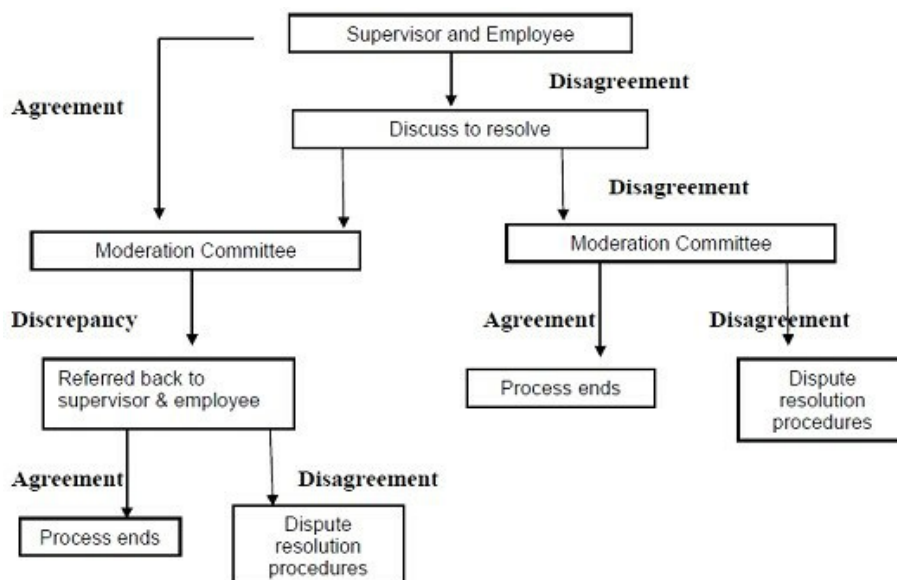 Supervisor and Employee
Disagreement
Agreement
Discuss to resolve
Disagreement
Moderation Committee
Moderation Committee
Discrepancy
Agreement
Disagreement
Referred back to
supervisor & employee
Process ends
Dispute
resolution
procedures
Agreement
Disagreement
Process ends
Dispute
resolution
procedures